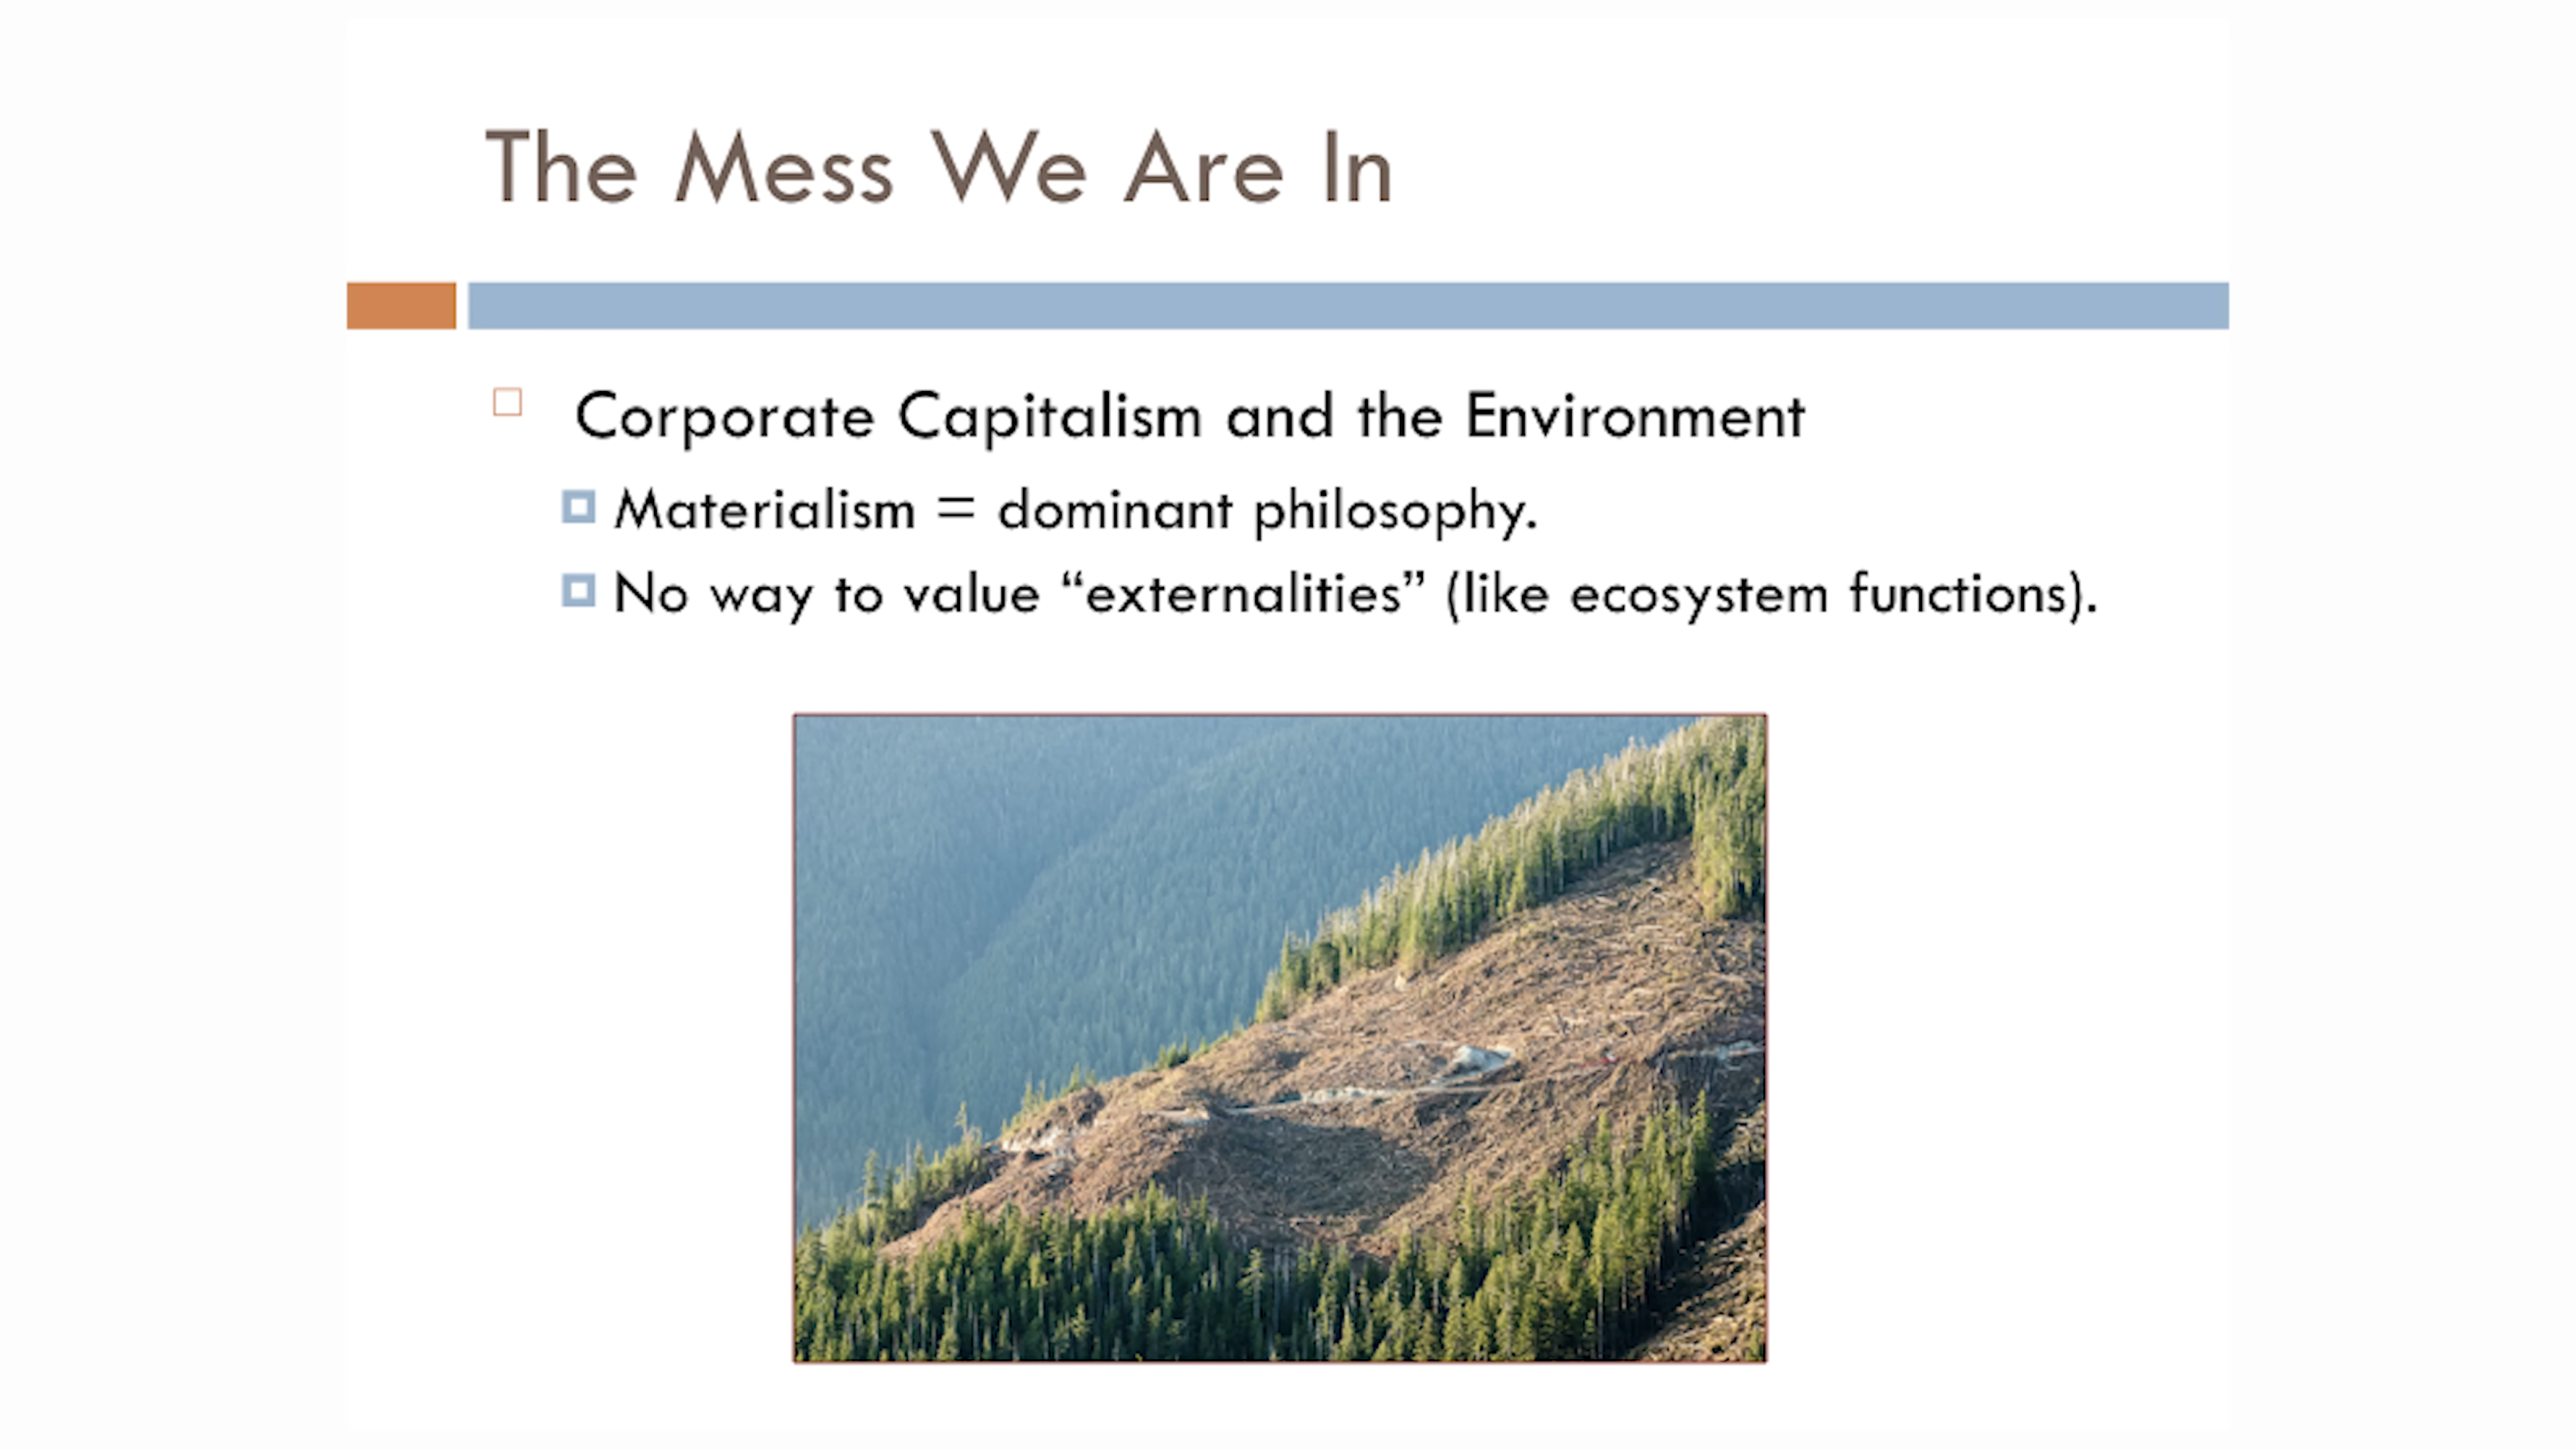 The Mess We Are In
Corporate Capitalism and the Environment
Materialism = dominant philosophy.
No way to value “externalities” (like ecosystem functions).